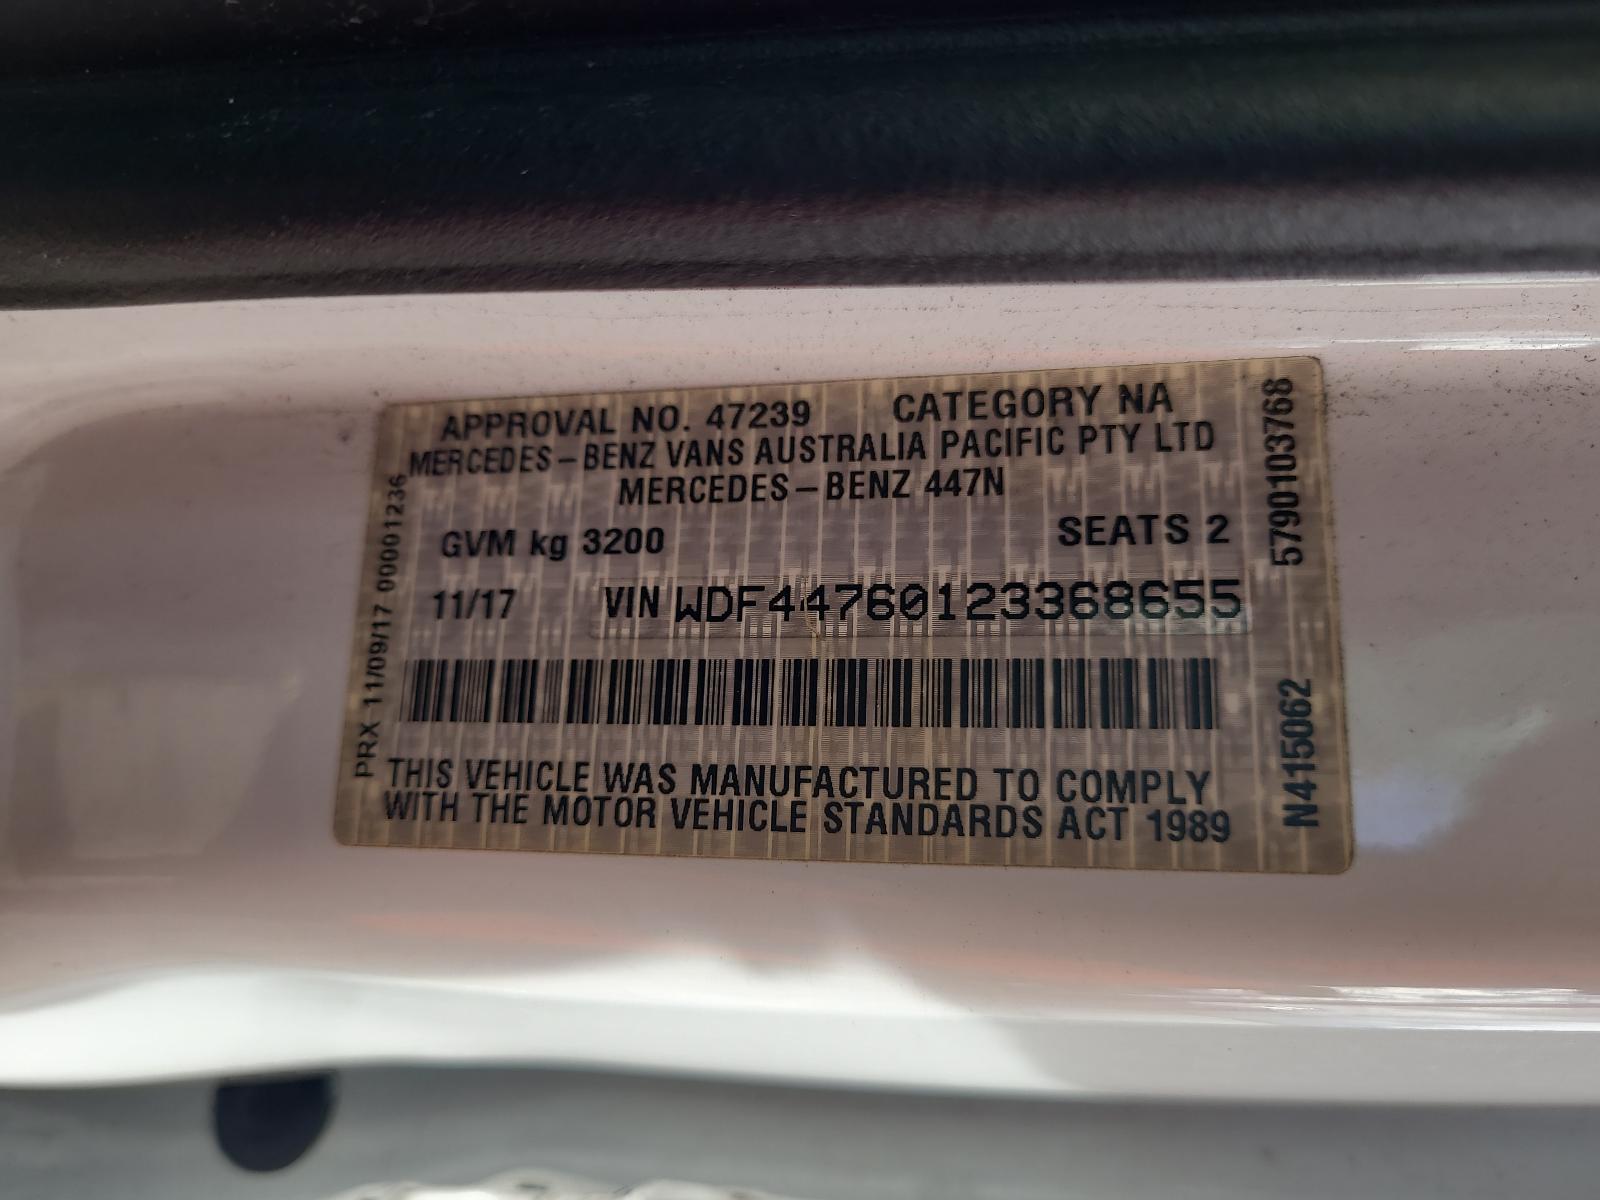 APPROVAL NO. 47239 CATEGORY NA
MERCEDES-BENZ VANS AUSTRALIA PACIFIC PTY LTD
MERCEDES-BENZ 447N
GVM kg 3200 SEATS 2
11/17 VIN WDF44760123368655
THIS VEHICLE WAS MANUFACTURED TO COMPLY
WITH THE MOTOR VEHICLE STANDARDS ACT 1989
PRX 11/09/17 000001236
5790103768
N415062